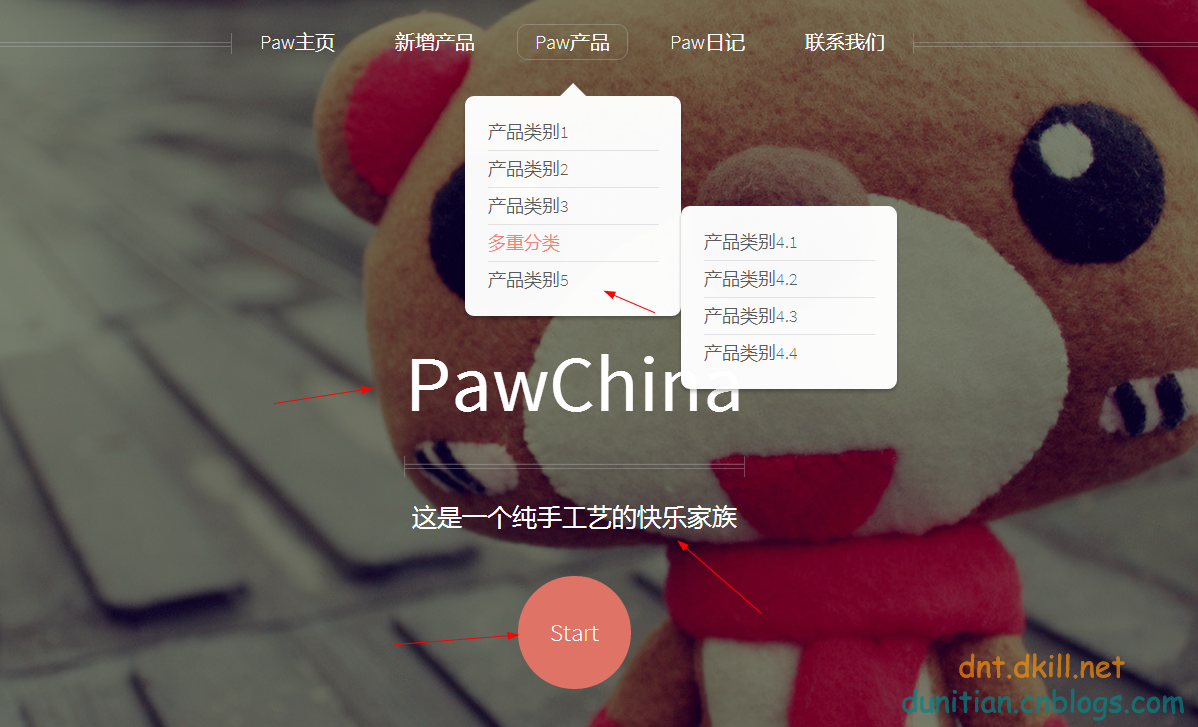 Paw主页 新增产品 Paw产品 Paw日记 联系我们
产品类别1
产品类别2
产品类别3
多重分类
产品类别5
产品类别4.1
产品类别4.2
产品类别4.3
产品类别4.4
PawChina
这是一个纯手工艺的快乐家族
Start
dnt.dkill.net
dunitian.cnblogs.com